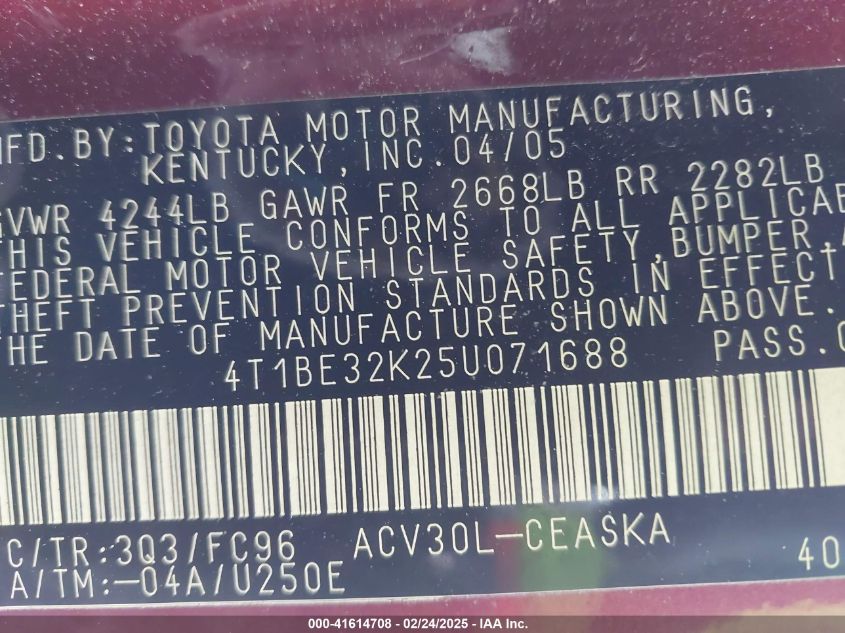 MFD. BY: TOYOTA MOTOR MANUFACTURING,
KENTUCKY, INC. 04/05
GVWR 4244LB GAWR FR 2668LB RR 2282LB
THIS VEHICLE CONFORMS TO ALL APPLICAB
FEDERAL MOTOR VEHICLE SAFETY, BUMPER, A
THEFT PREVENTION STANDARDS IN EFFECT
THE DATE OF MANUFACTURE SHOWN ABOVE.
4T1BE32K25U071688 PASS.C
C/TR:3Q3/FC96 ACV30L-CEASKA
A/TM:-04A/U250E 40
000-41614708 - 02/24/2025 - IAA Inc.